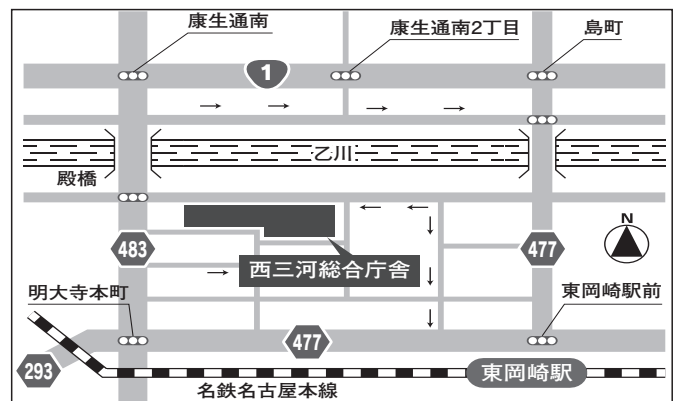 康生通南
康生通南2丁目
島町
1
乙川
殿橋
483
西三河総合庁舎
477
N
明大寺本町
477
東岡崎駅前
293
名鉄名古屋本線
東岡崎駅